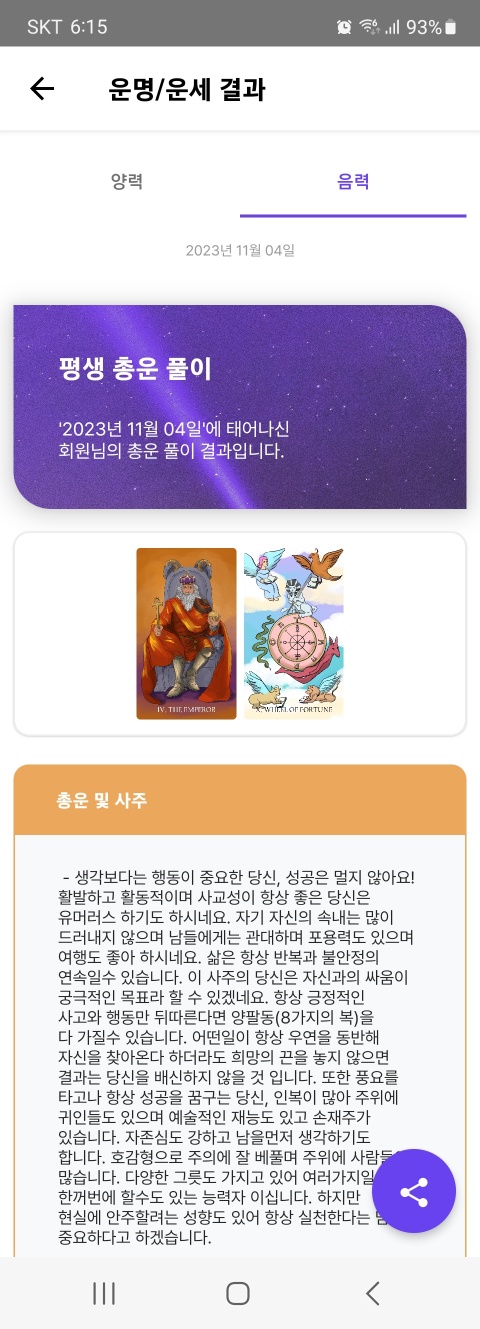 SKT 6:15
93%
운명/운세 결과
양력
음력
2023년 11월 04일
평생 총운 풀이
'2023년 11월 04일'에 태어나신
회원님의 총운 풀이 결과입니다.
IV. THE EMPEROR
X. WHEEL OF FORTUNE
총운 및 사주
- 생각보다는 행동이 중요한 당신, 성공은 멀지 않아요!
활발하고 활동적이며 사교성이 항상 좋은 당신은
유머러스 하기도 하시네요. 자기 자신의 속내는 많이
드러내지 않으며 남들에게는 관대하며 포용력도 있으며
여행도 좋아 하시네요. 삶은 항상 반복과 불안정의
연속일수 있습니다. 이 사주의 당신은 자신과의 싸움이
궁극적인 목표라 할 수 있겠네요. 항상 긍정적인
사고와 행동만 뒤따른다면 양팔동(8가지의 복)을
다 가질수 있습니다. 어떤일이 항상 우연을 동반해
자신을 찾아온다 하더라도 희망의 끈을 놓지 않으면
결과는 당신을 배신하지 않을 것 입니다. 또한 풍요를
타고나 항상 성공을 꿈구는 당신, 인복이 많아 주위에
귀인들도 있으며 예술적인 재능도 있고 손재주가
있습니다. 자존심도 강하고 남을먼저 생각하기도
합니다. 호감형으로 주의에 잘 베풀며 주위에 사람들
많습니다. 다양한 그릇도 가지고 있어 여러가지일
한꺼번에 할수도 있는 능력자 이십니다. 하지만
현실에 안주할려는 성향도 있어 항상 실천한다는
중요하다고 하겠습니다.